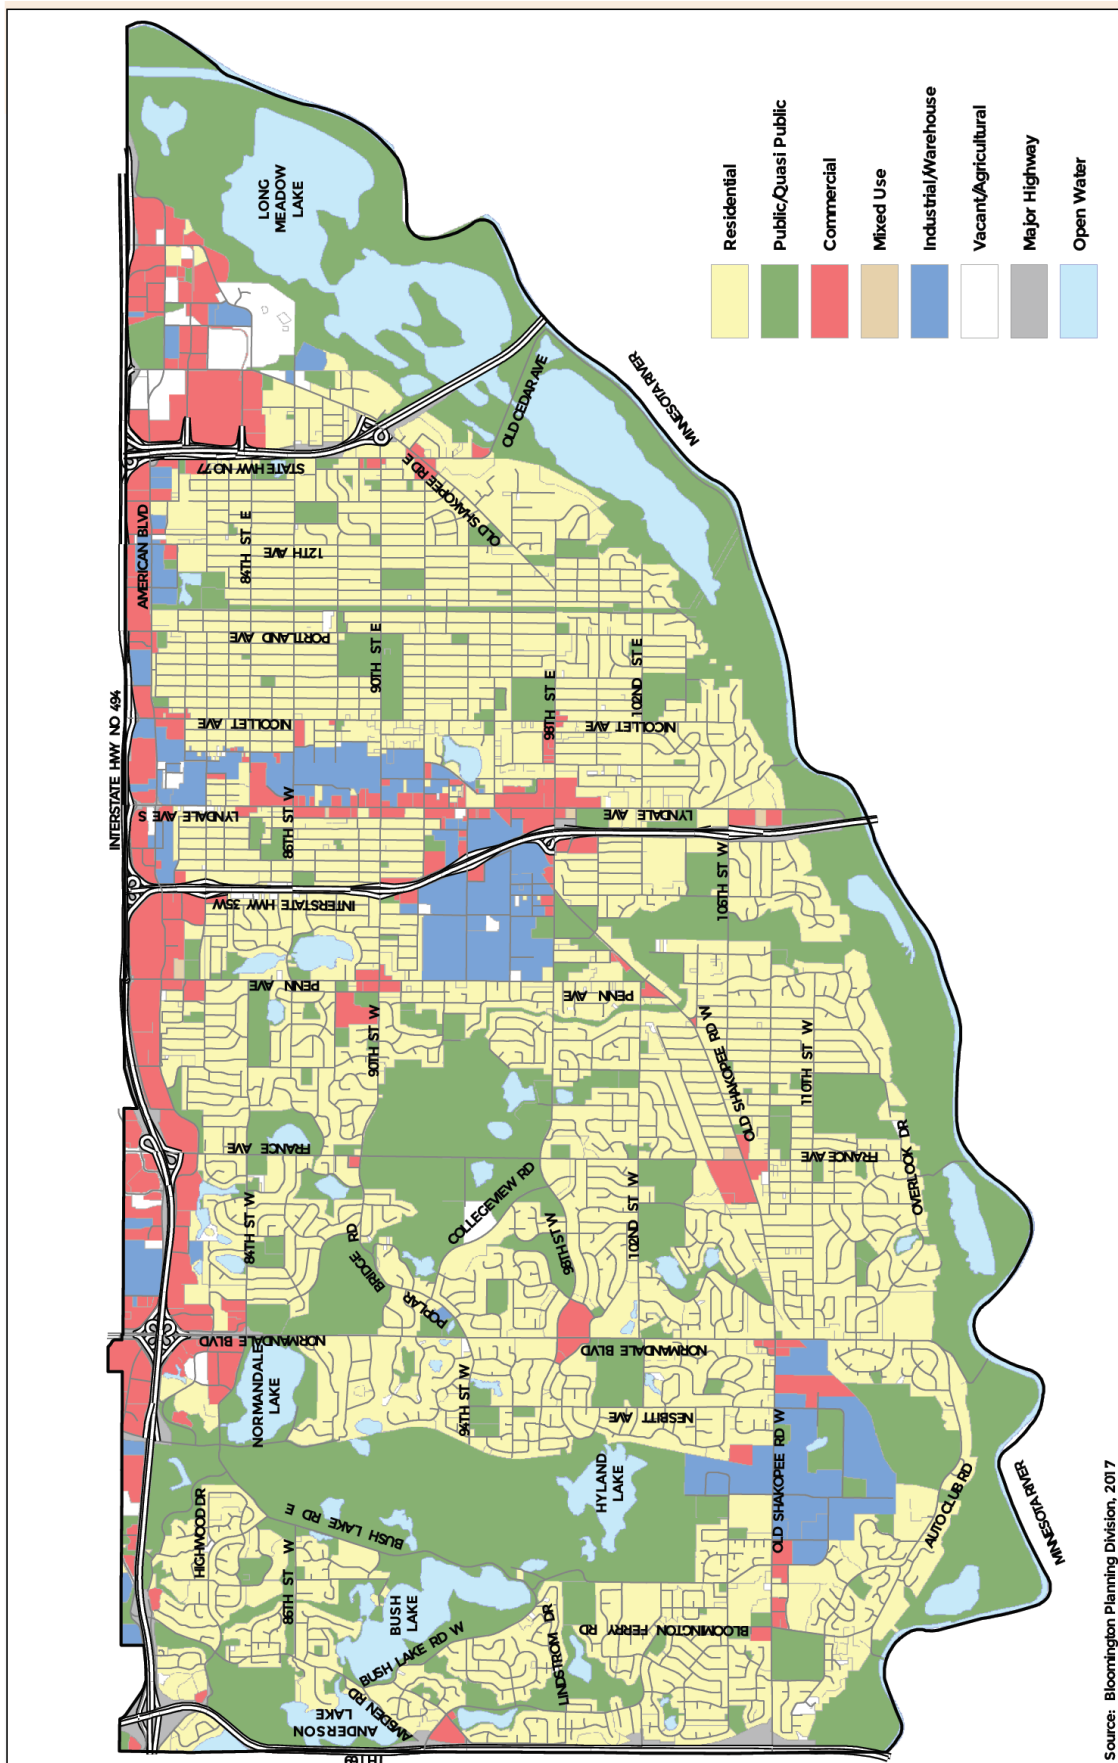 Residential
Public/Quasi Public
Commercial
Mixed Use
Industrial/Warehouse
Vacant/Agricultural
Major Highway
Open Water
INTERSTATE HWY NO 494
AMERICAN BLVD
LONG
MEADOW
LAKE
STATE HWY NO 77
OLD CEDAR AVE
MINNESOTA RIVER
OLD SHAKOPEE RD E
84TH ST E
12TH AVE
PORTLAND AVE
90TH ST E
98TH ST E
102ND ST E
NICOLLET AVE
NICOLLET AVE
LYNDALE AVE S
86TH ST W
LYNDALE AVE
INTERSTATE HWY 35W
106TH ST W
PENN AVE
PENN AVE
90TH ST W
OLD SHAKOPEE RD W
110TH ST W
FRANCE AVE
FRANCE AVE
OVERLOOK DR
84TH ST W
COLLEGEVIEW RD
98TH ST W
102ND ST W
POPLAR
BRIDGE RD
NORMANDALE BLVD
NORMANDALE BLVD
NORMANDALE
LAKE
94TH ST W
NESBITT AVE
HYLAND
LAKE
OLD SHAKOPEE RD W
AUTO CLUB RD
MINNESOTA RIVER
HIGHWOOD DR
BUSH LAKE RD E
86TH ST W
BUSH
LAKE
BUSH LAKE RD W
LINDSTROM DR
BLOOMINGTON FERRY RD
AMSDEN RD
ANDERSON
LAKE
Source: Bloomington Planning Division, 2017